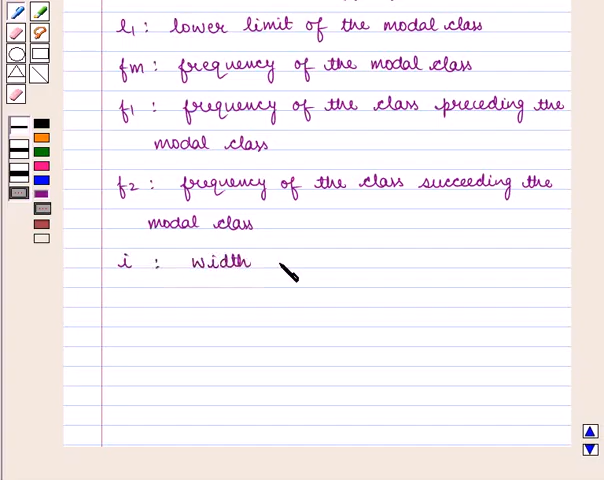 l1 : lower limit of the modal class
fm : frequency of the modal class
f1 : frequency of the class preceding the
modal class
f2 : frequency of the class succeeding the
modal class
i : width